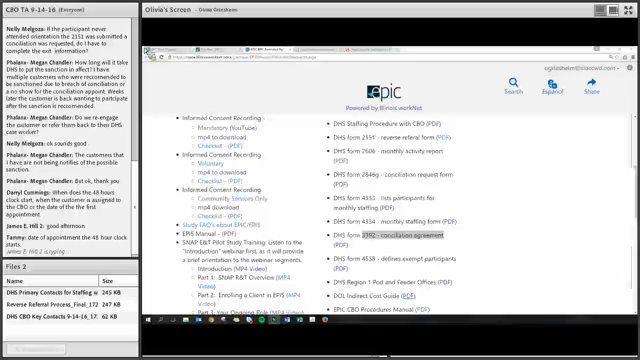 CBO TA 9-14-16 (Everyone)
Nelly Melgoza: If the participant never
attended orientation the 2151 was submitted a
conciliation was requested, do I have to
complete the exit information?
Phalanx- Megan Chandler: How long will it take
DHS to put the sanction in affect? I have
multiple customers who were reccomended to be
sanctioned due to breach of conciliation or a
no show for the conciliation appoint. Weeks
later the customer is back wanting to participate
after the sanction is recommended.
Phalanx - Megan Chandler: Do we re-engage
the customer or refer them back to their DHS
case worker?
Nelly Melgoza: ok sounds good
Phalanx- Megan Chandler: The customers that
I have are not being notifies of the possible
sanction.
Phalanx - Megan Chandler: But ok, thank you
Darryl Cummings: When does the 48 hours
clock start, when the customer is assigned to
the CBO or the date of the the first
appointment.
James E. Hill 2: good afternoon
Tammy: date of appointment the 48 hour clock
starts
James E. Hill 2 is typing...
Files 2
Name
Size
DHS Primary Contacts for Staffing
245 KB
Reverse Referral Process_Final_172
247 KB
DHS CBO Key Contacts 9-14-16_17
62 KB
Olivia's Screen -
epic
Powered by Illinois workNet
Search
Español
Share
Informed Consent Recording
Mandatory (YouTube)
mp4 to download
Checklist - (PDF)
Informed Consent Recording
Voluntary
mp4 to download
Checklist - (PDF)
Informed Consent Recording
Community Sessions Only
mp4 download
Checklist - (PDF)
Study FAQ's about EPIC/EPIS
EPIS Manual - (PDF)
SNAP E&T Pilot Study Training: Listen to the
"Introduction" webinar first, as it will provide
a brief orientation to the webinar segments.
Introduction (MP4 Video)
Part 1: SNAP R&T Overview (MP4
Video)
Part 2: Enrolling a Client in EPIS (MP4
Video)
Part 3: Your Ongoing Role (MP4
DHS Staffing Procedure with CBO (PDF)
DHS form 2151 - reverse referral form (PDF)
DHS form 2606 - monthly activity report
(PDF)
DHS form 2846g - conciliation request form
(PDF)
DHS form 4353 - lists participants for
monthly staffing (PDF)
DHS form 4354 - monthly staffing form (PDF)
DHS form 3392 - conciliation agreement
(PDF)
DHS form 4538 - defines exempt participants
(PDF)
DHS Region 1 Pod and Feeder Offices (PDF)
DOL Indirect Cost Guide (PDF)
EPIC CBO Procedures Manual (PDF)